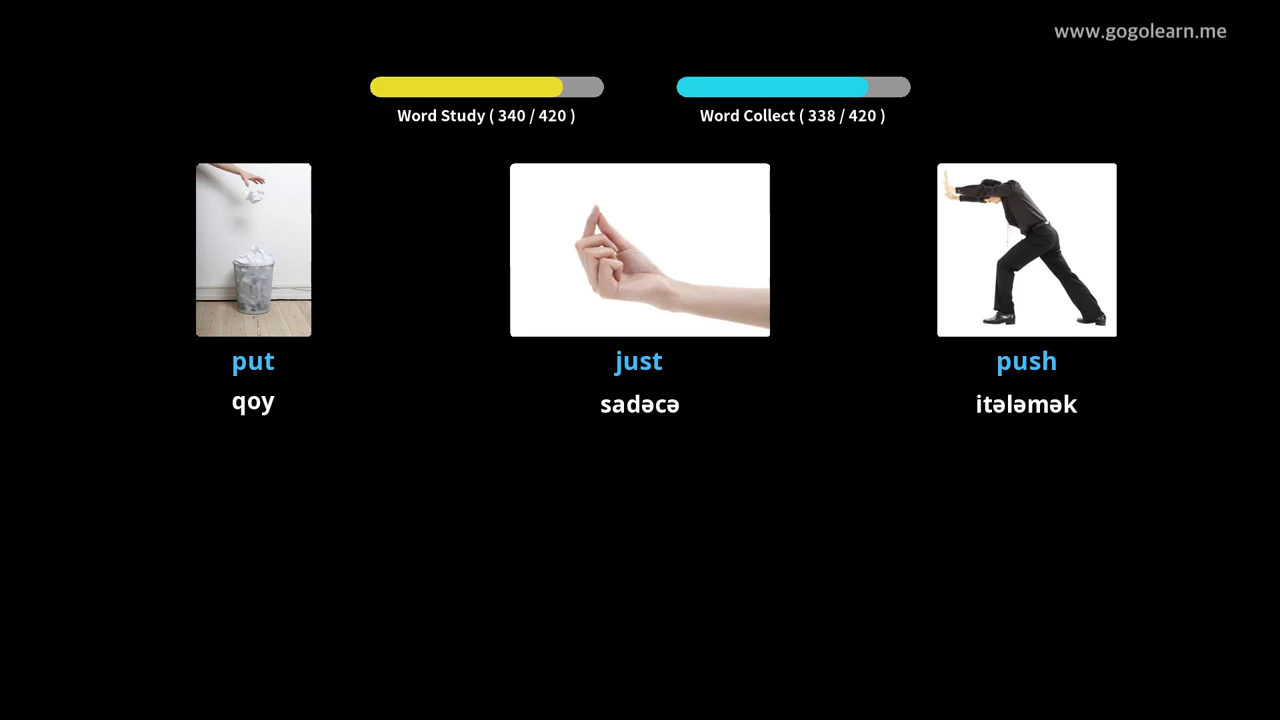 www.gogolearn.me
Word Study ( 340 / 420 )
Word Collect ( 338 / 420 )
put
just
push
qoy
sadəcə
itələmək